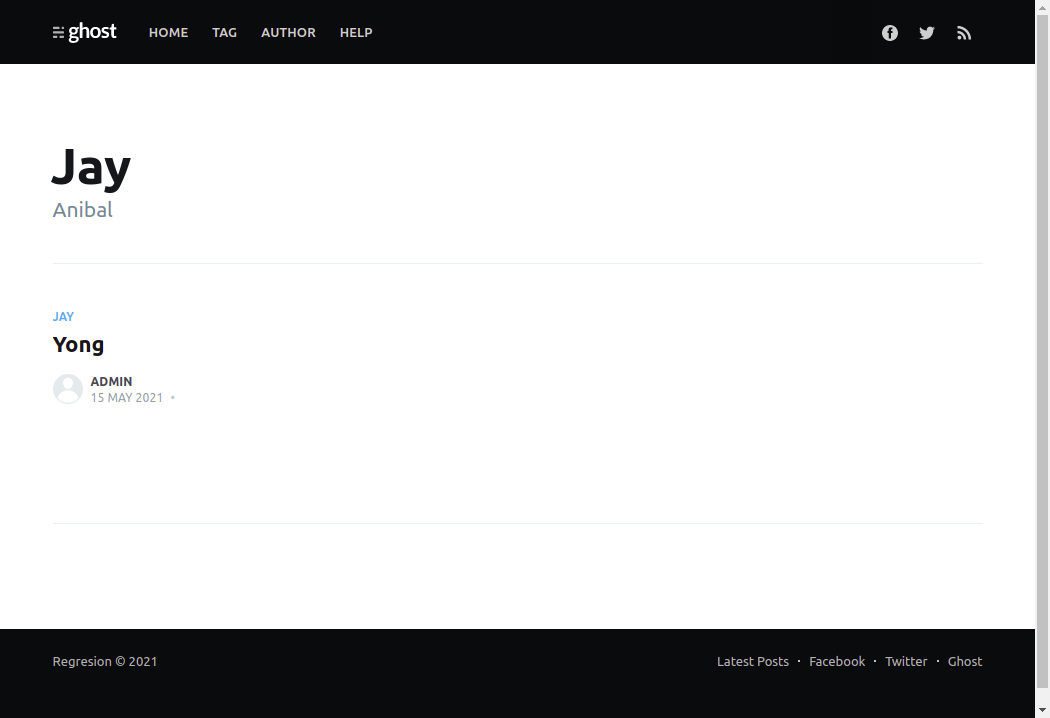 ghost HOME TAG AUTHOR HELP
Jay
Anibal
JAY
Yong
ADMIN
15 MAY 2021 •
Regresion © 2021 Latest Posts • Facebook • Twitter • Ghost